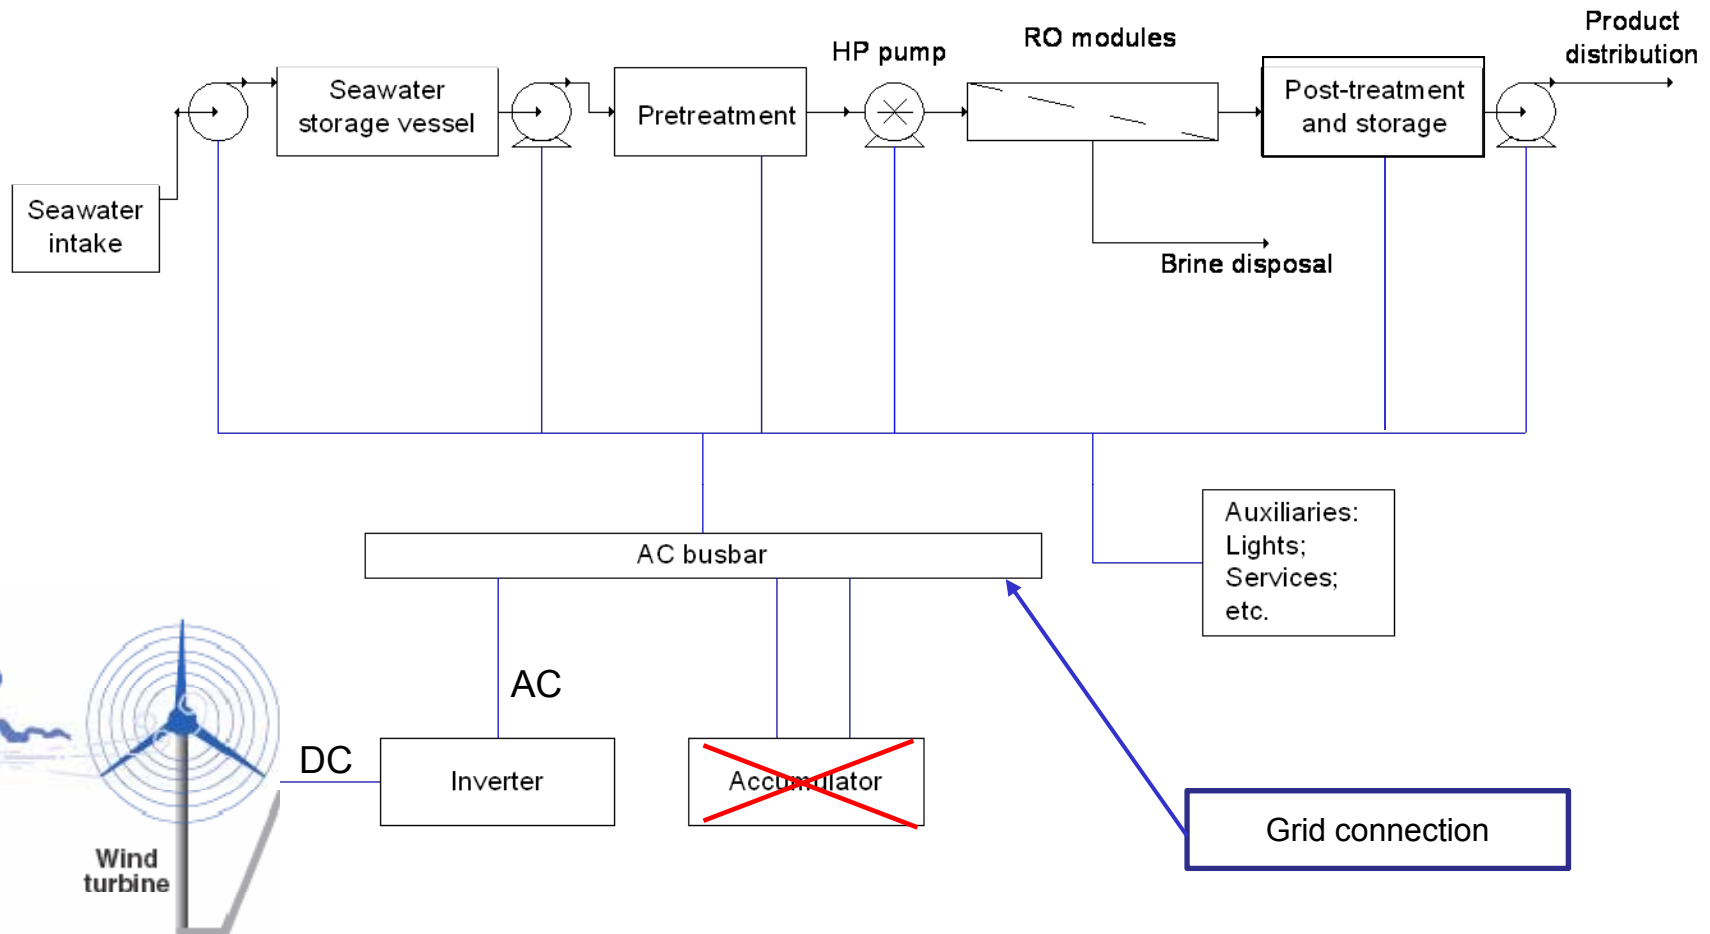 Product
distribution
RO modules
HP pump
Seawater
storage vessel
Pretreatment
Post-treatment
and storage
Seawater
intake
Brine disposal
Auxiliaries:
Lights;
Services;
etc.
AC busbar
AC
DC
Inverter
Accumulator
Grid connection
Wind
turbine